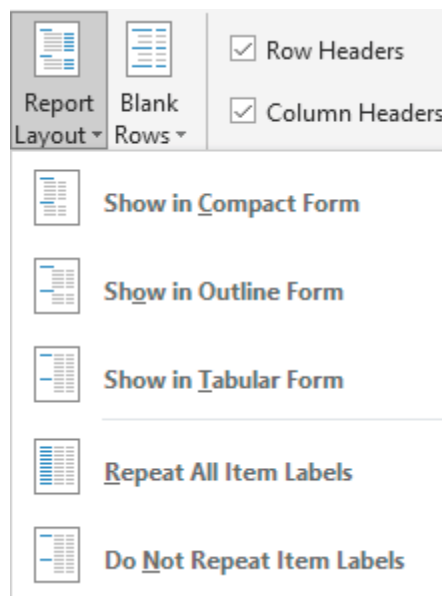 Report Layout
Blank Rows
Row Headers
Column Headers
Show in Compact Form
Show in Outline Form
Show in Tabular Form
Repeat All Item Labels
Do Not Repeat Item Labels